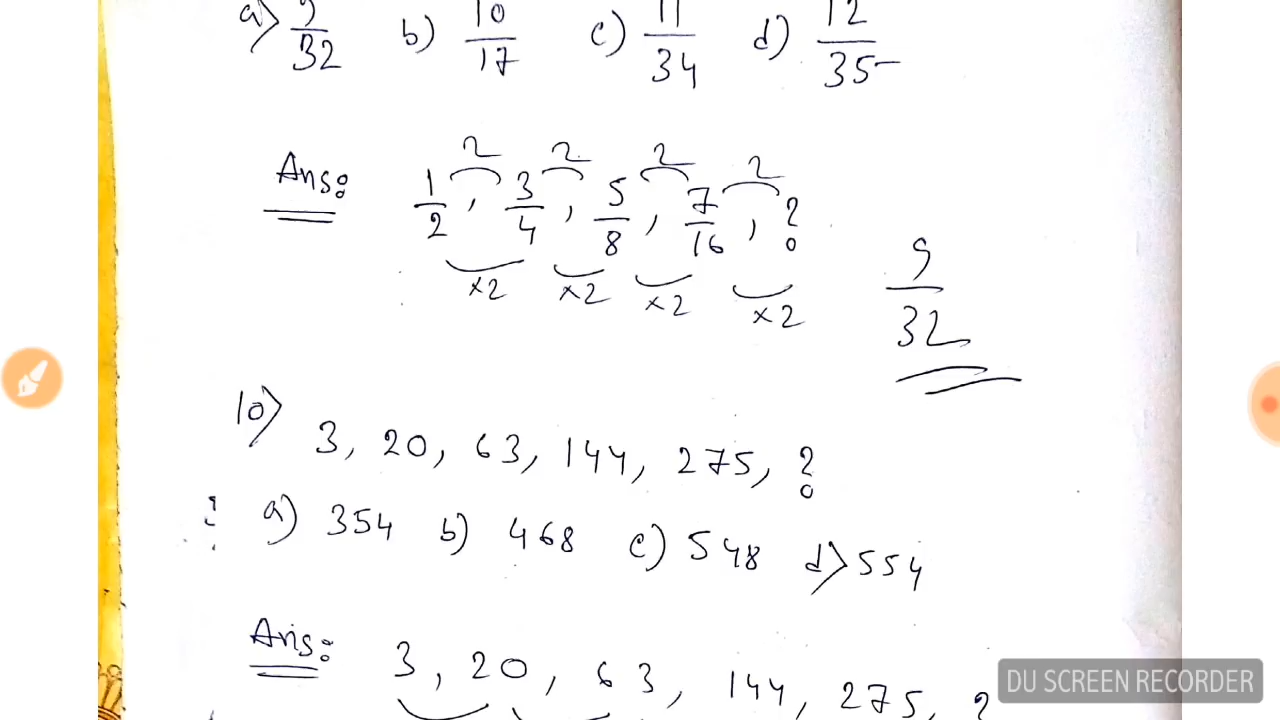 a) 9/32 b) 10/17 c) 11/34 d) 12/35
2 2 2 2
Ans: 1/2, 3/4, 5/8, 7/16, ?
×2 ×2 ×2 ×2
9/32
10) 3, 20, 63, 144, 275, ?
a) 354 b) 468 c) 548 d) 554
Ans: 3, 20, 63, 144, 275, ?
DU SCREEN RECORDER